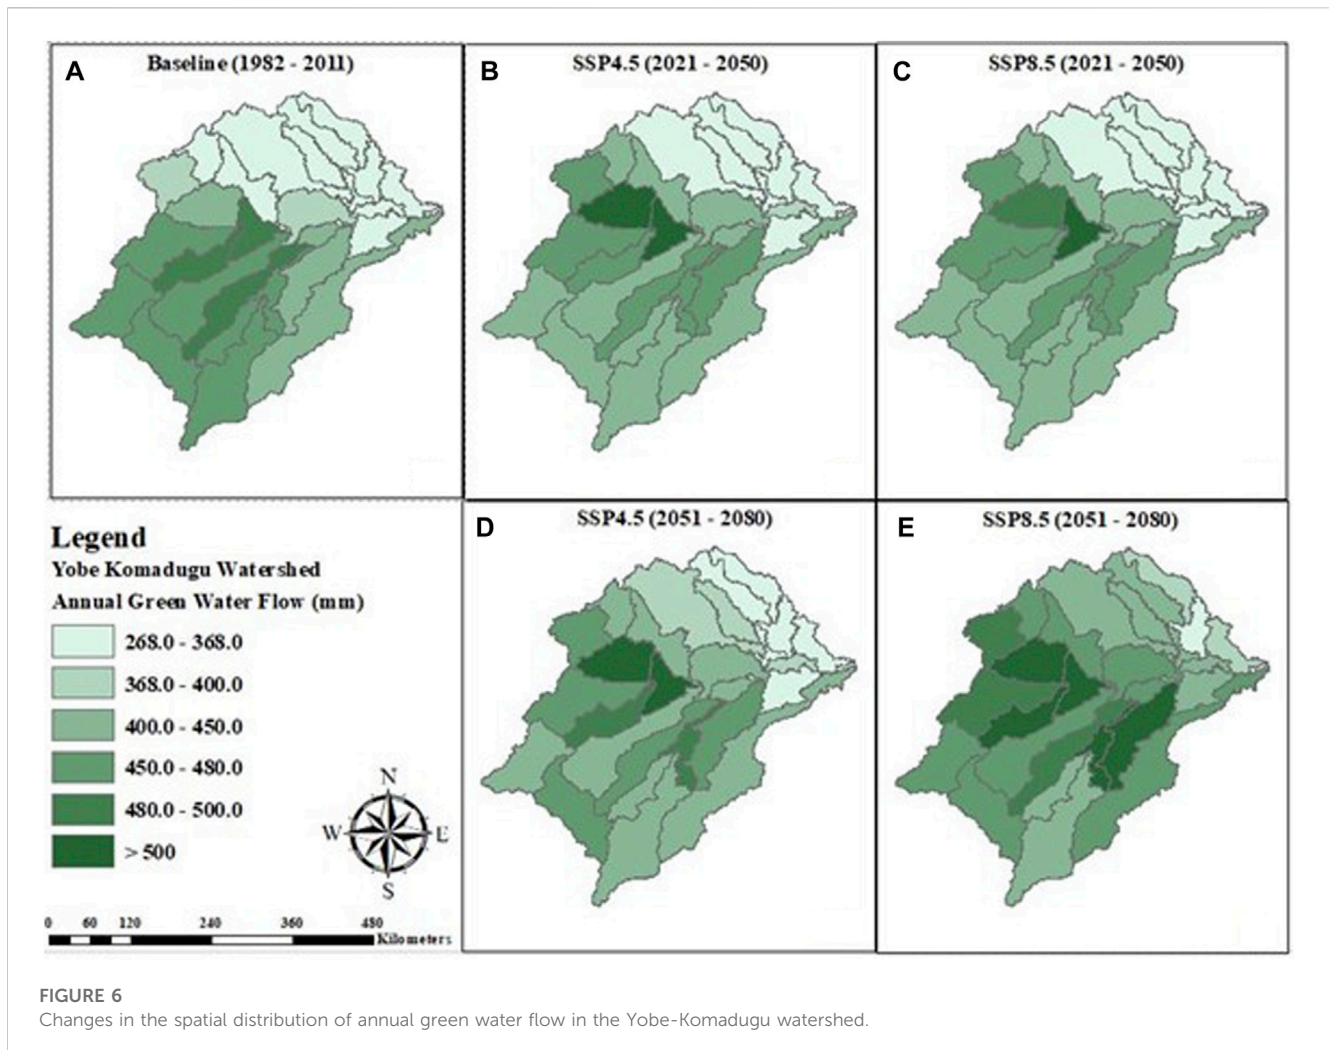 A
Baseline (1982 - 2011)
B
SSP4.5 (2021 - 2050)
C
SSP8.5 (2021 - 2050)
Legend
Yobe Komadugu Watershed
Annual Green Water Flow (mm)
268.0 - 368.0
368.0 - 400.0
400.0 - 450.0
450.0 - 480.0
480.0 - 500.0
> 500
N
W
E
S
0 60 120 240 360 480
Kilometers
D
SSP4.5 (2051 - 2080)
E
SSP8.5 (2051 - 2080)
FIGURE 6
Changes in the spatial distribution of annual green water flow in the Yobe-Komadugu watershed.